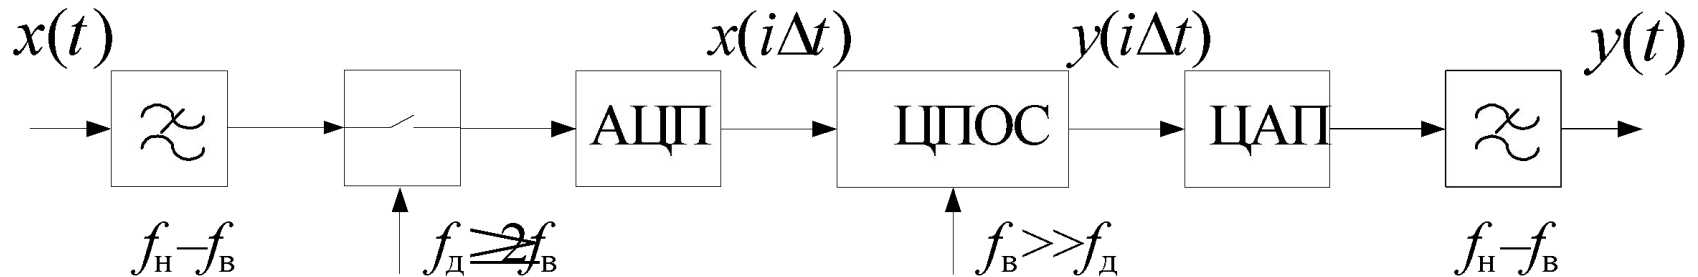 x(t) x(iΔt) y(iΔt) y(t)
АЦП ЦПОС ЦАП
fн–fв fд≥2fв fв>>fд fн–fв